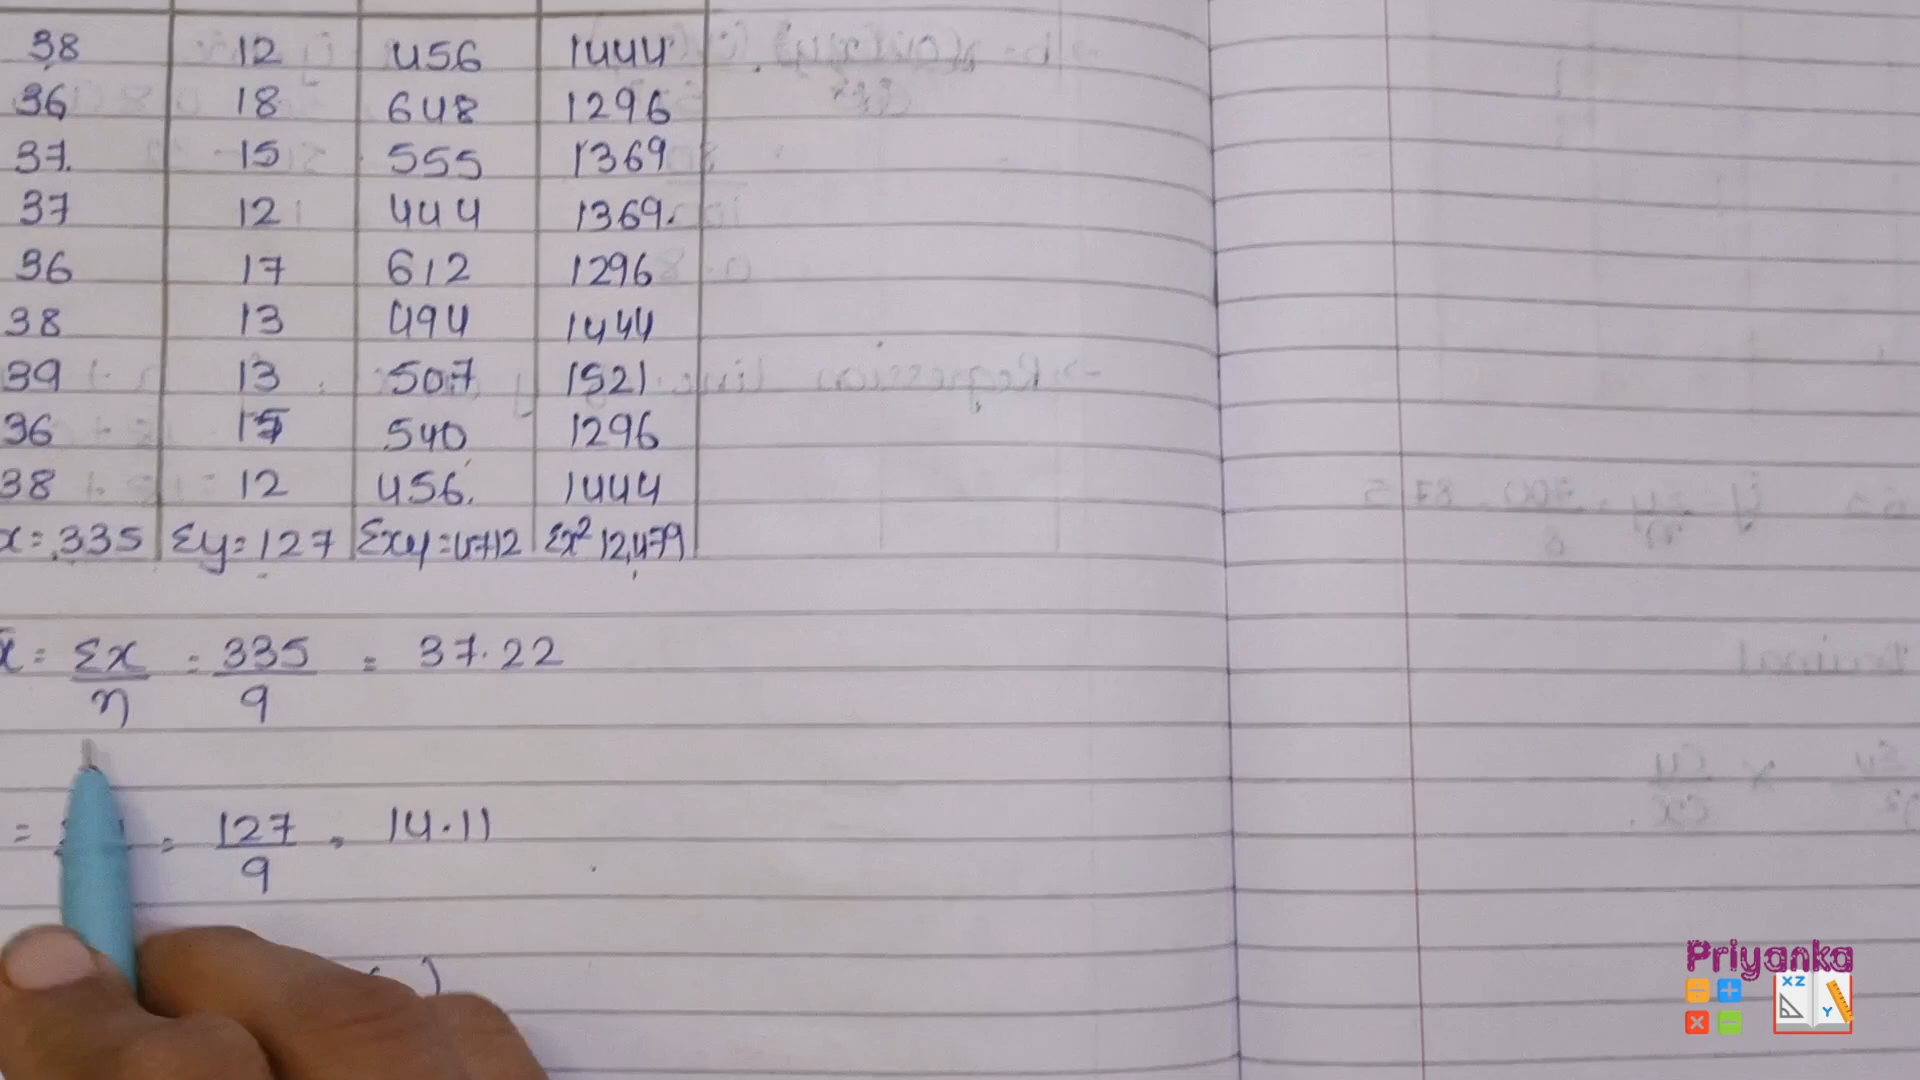 38 12 456 1444
36 18 648 1296
37. 15 555 1369
37 12 444 1369.
36 17 612 1296
38 13 494 1444
39 13 507 1521
36 15 540 1296
38 12 456. 1444
x = 335 Σy = 127 Σxy = 4712 Σx² 12,479
x̄ = Σx/n = 335/9 = 37.22
= = 127/9 = 14.11
Priyanka
XZ
Y